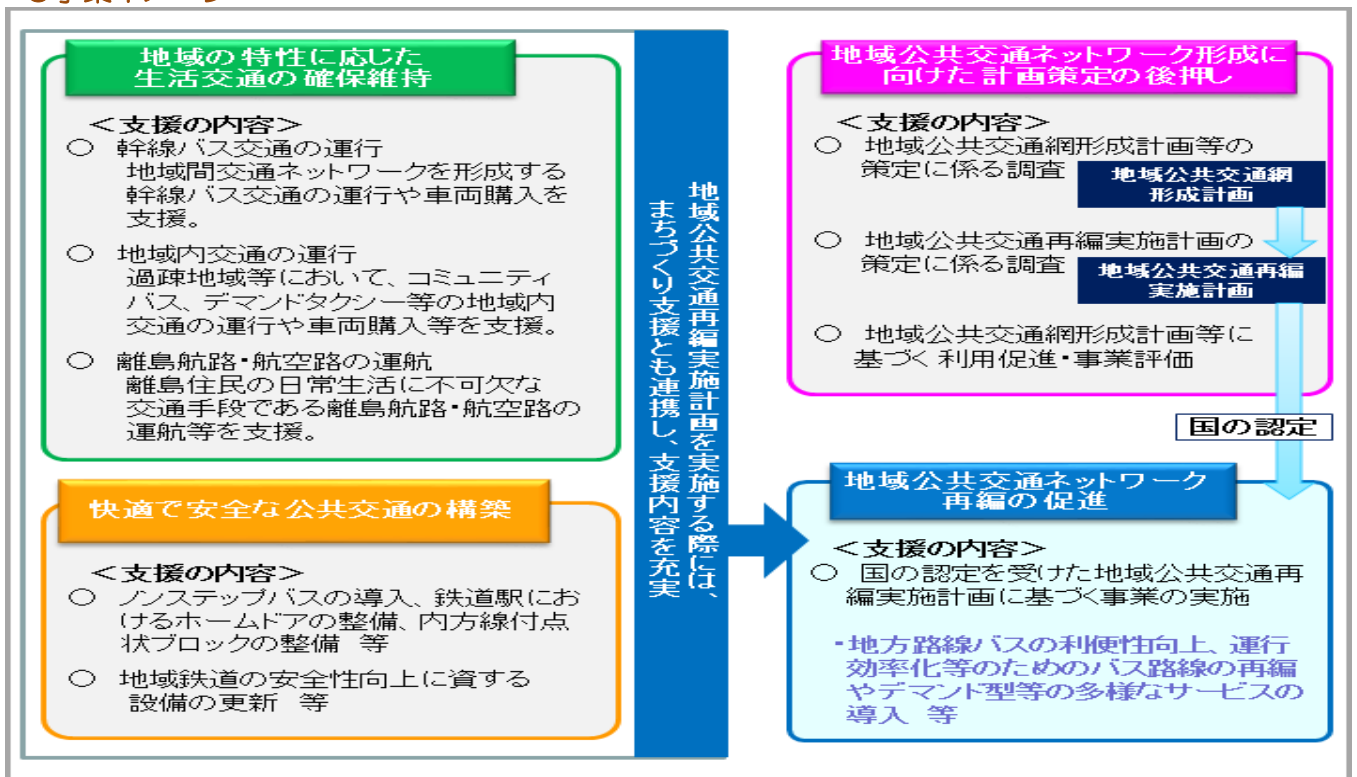 地域の特性に応じた
生活交通の確保維持
＜支援の内容＞
○ 幹線バス交通の運行
地域間交通ネットワークを形成する
幹線バス交通の運行や車両購入を
支援。
○ 地域内交通の運行
過疎地域等において、コミュニティ
バス、デマンドタクシー等の地域内
交通の運行や車両購入等を支援。
○ 離島航路・航空路の運航
離島住民の日常生活に不可欠な
交通手段である離島航路・航空路の
運航等を支援。
快適で安全な公共交通の構築
＜支援の内容＞
○ ノンステップバスの導入、鉄道駅にお
けるホームドアの整備、内方線付点
状ブロックの整備 等
○ 地域鉄道の安全性向上に資する
設備の更新 等
地域公共交通再編実施計画を実施する際には、
まちづくり支援とも連携し、支援内容を充実
地域公共交通ネットワーク形成に
向けた計画策定の後押し
＜支援の内容＞
○ 地域公共交通網形成計画等の
策定に係る調査
地域公共交通網
形成計画
○ 地域公共交通再編実施計画の
策定に係る調査
地域公共交通再編
実施計画
○ 地域公共交通網形成計画等に
基づく利用促進・事業評価
国の認定
地域公共交通ネットワーク
再編の促進
＜支援の内容＞
○ 国の認定を受けた地域公共交通再
編実施計画に基づく事業の実施
・地方路線バスの利便性向上、運行
効率化等のためのバス路線の再編
やデマンド型等の多様なサービスの
導入 等